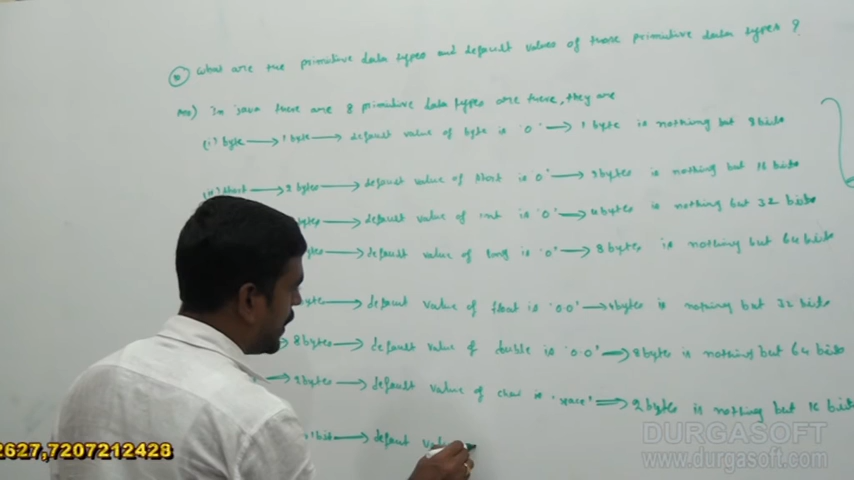 What are the primitive data types and default values of those primitive data types ?
Ans) In java there are 8 primitive data types are there, they are
(i) byte → 1 byte → default value of byte is '0' → 1 byte is nothing but 8 bits
(ii) short → 2 bytes → default value of short is '0' → 2 bytes is nothing but 16 bits
bytes → default value of int is '0' → 4 bytes is nothing but 32 bits
bytes → default value of long is '0' → 8 bytes is nothing but 64 bits
bytes → default value of float is '0.0' → 4 bytes is nothing but 32 bits
→ 8 bytes → default value of double is '0.0' → 8 bytes is nothing but 64 bits
→ 2 bytes → default value of char is 'space' ⇒ 2 bytes is nothing but 16 bit
1 bit → default value
DURGASOFT
www.durgasoft.com
2627,7207212428